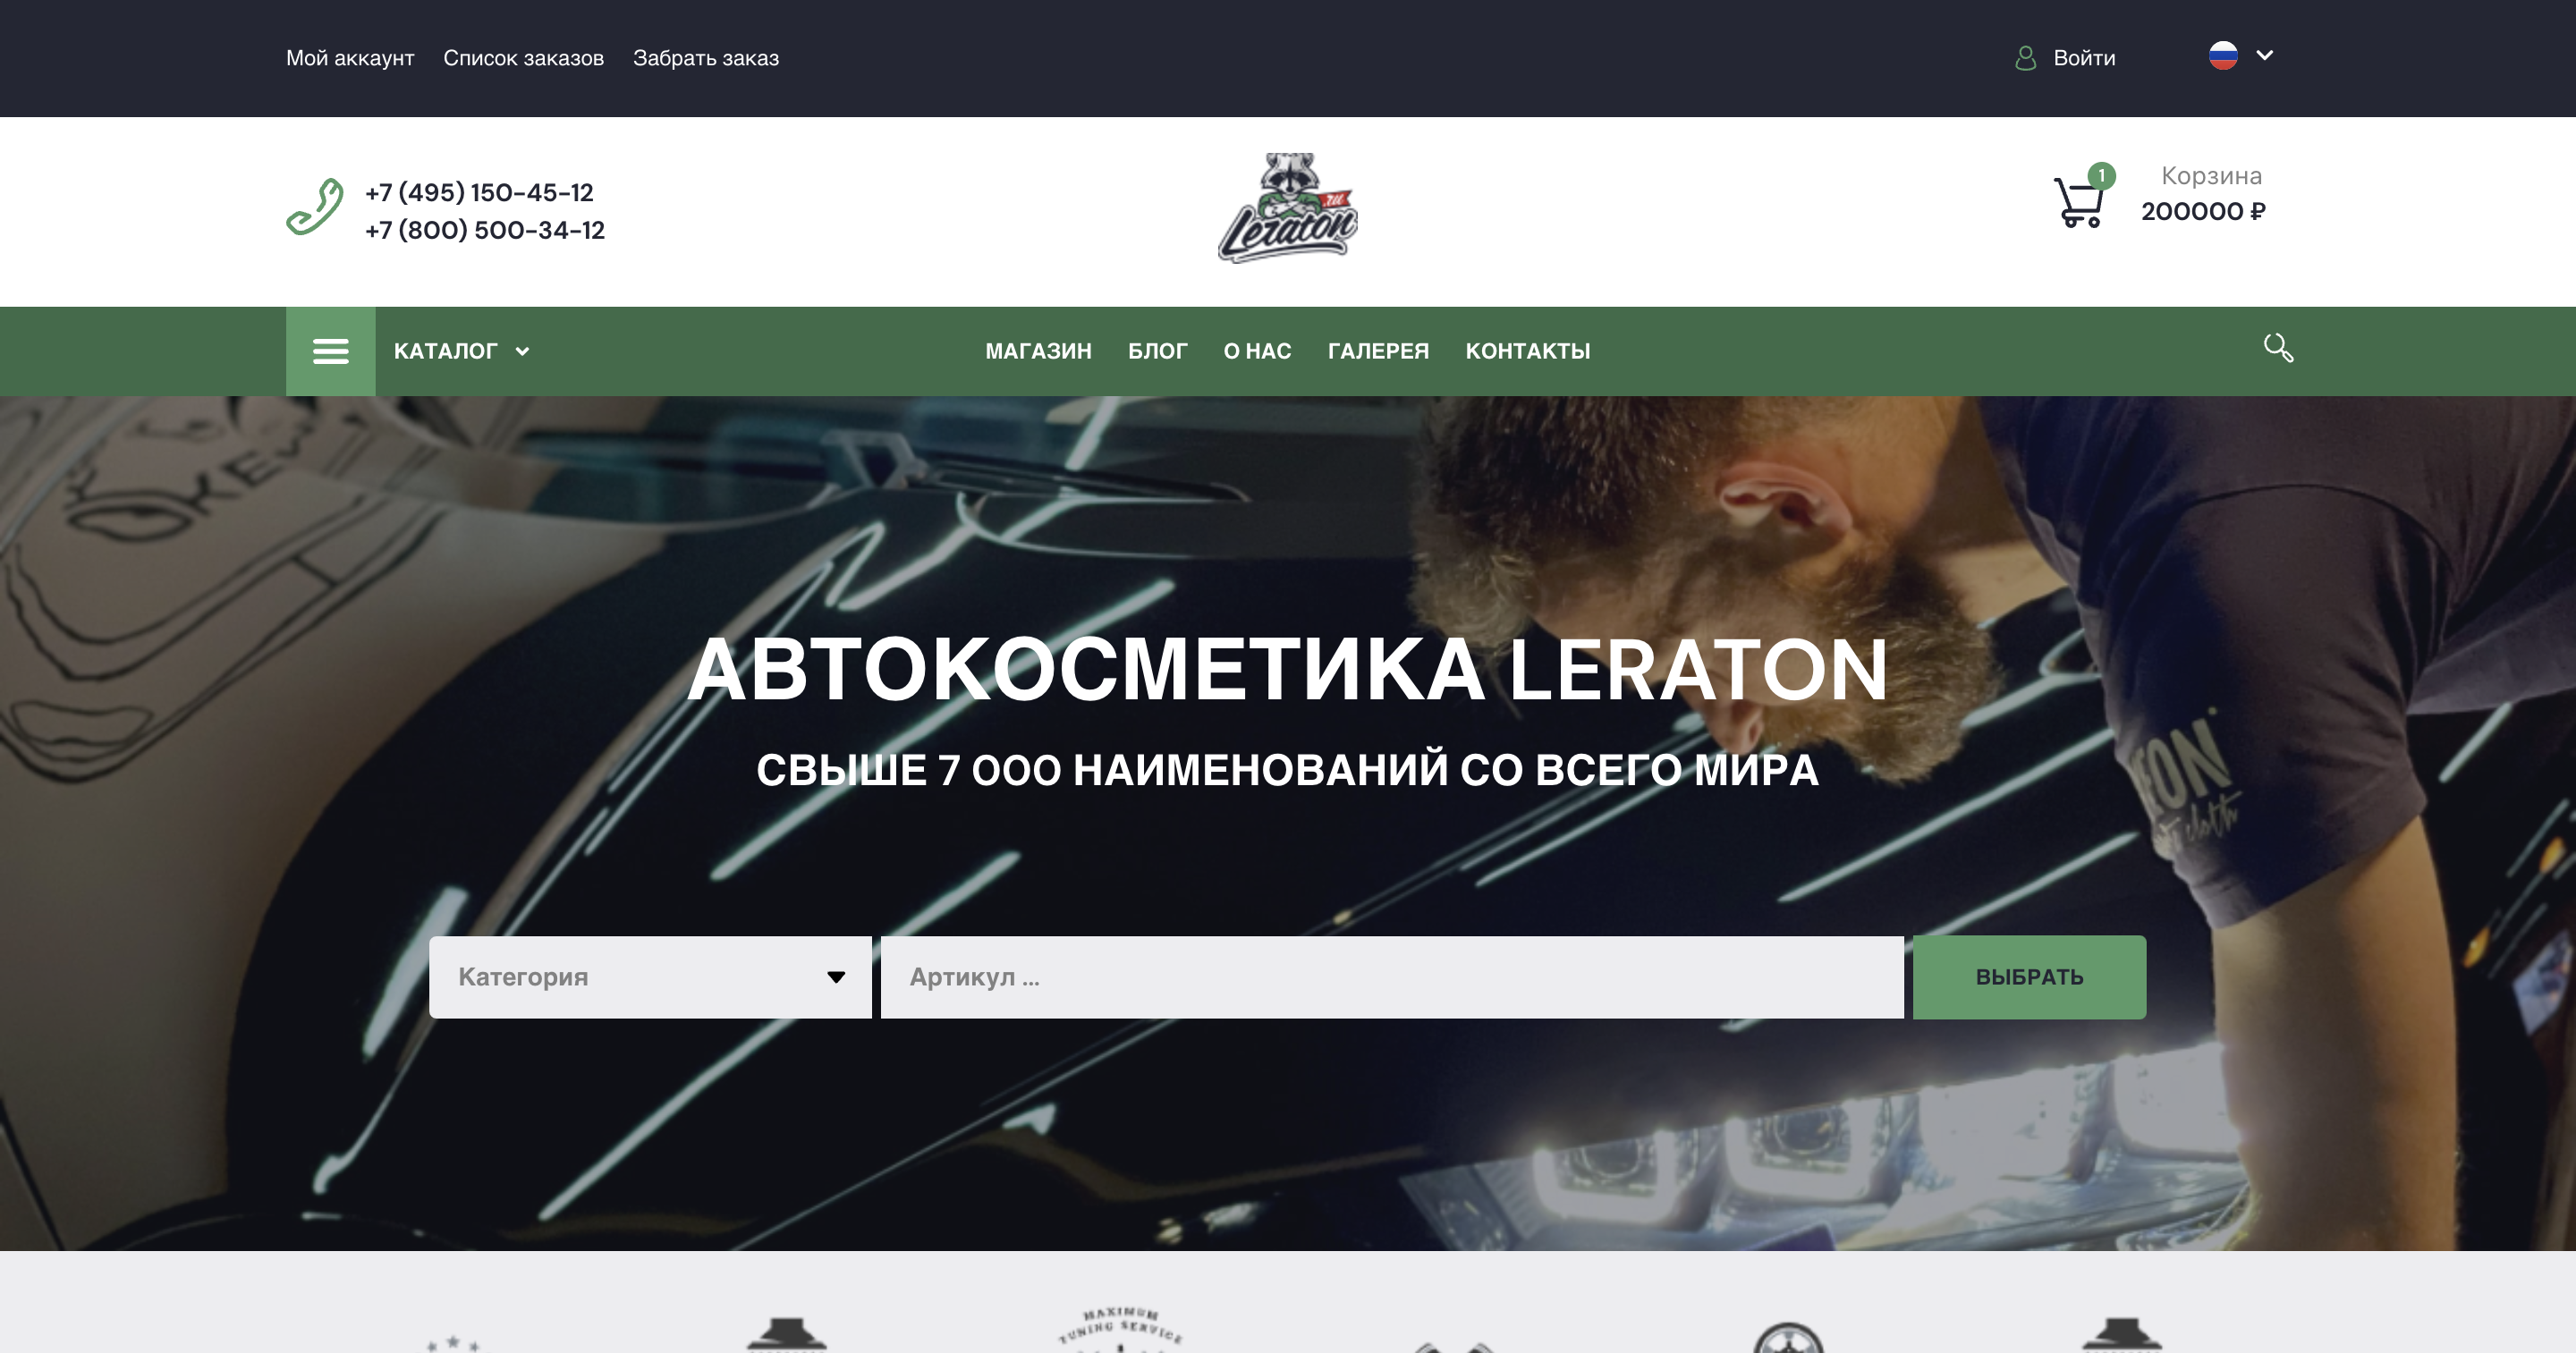 Мой аккаунт Список заказов Забрать заказ
Войти
+7 (495) 150-45-12
+7 (800) 500-34-12
Leraton
.ru
1
Корзина
200000 ₽
КАТАЛОГ
МАГАЗИН БЛОГ О НАС ГАЛЕРЕЯ КОНТАКТЫ
АВТОКОСМЕТИКА LERATON
СВЫШЕ 7 000 НАИМЕНОВАНИЙ СО ВСЕГО МИРА
Категория
Артикул ...
ВЫБРАТЬ
MAXIMUM
TUNING SERVICE